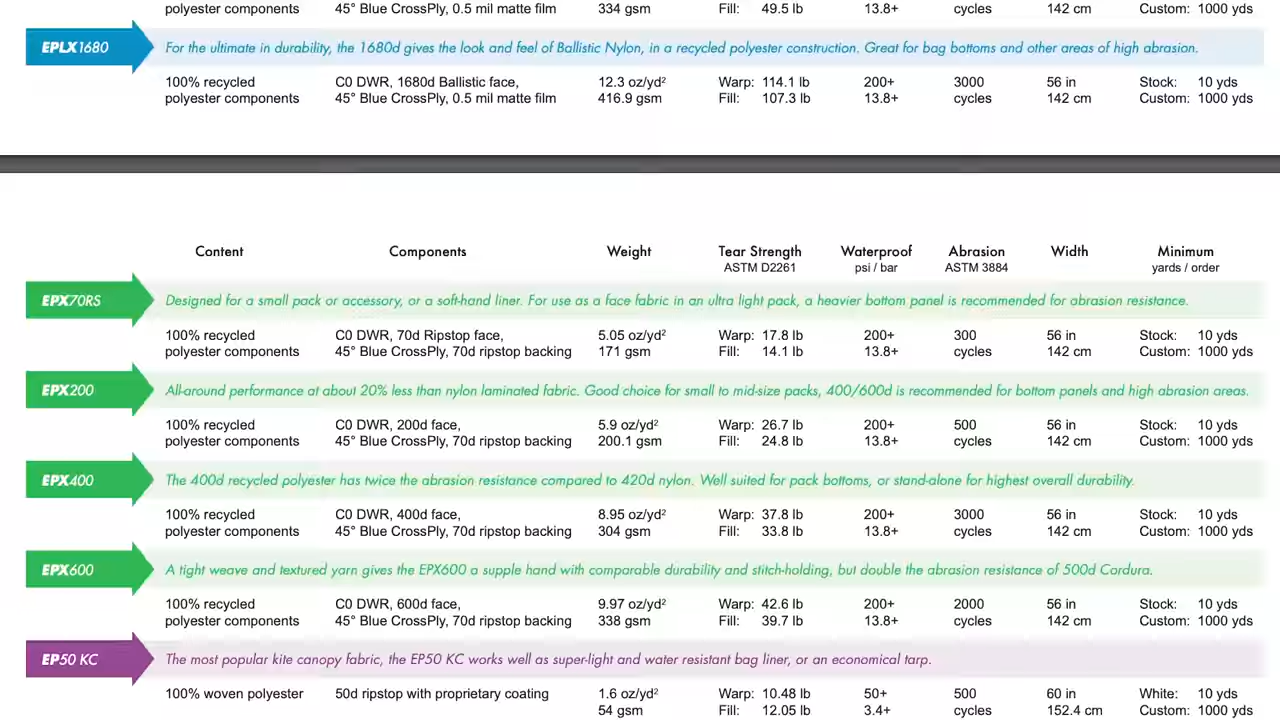 polyester components 45° Blue CrossPly, 0.5 mil matte film 334 gsm Fill: 49.5 lb 13.8+ cycles 142 cm Custom: 1000 yds
EPLX1680 For the ultimate in durability, the 1680d gives the look and feel of Ballistic Nylon, in a recycled polyester construction. Great for bag bottoms and other areas of high abrasion.
100% recycled C0 DWR, 1680d Ballistic face, 12.3 oz/yd² Warp: 114.1 lb 200+ 3000 56 in Stock: 10 yds
polyester components 45° Blue CrossPly, 0.5 mil matte film 416.9 gsm Fill: 107.3 lb 13.8+ cycles 142 cm Custom: 1000 yds
Content Components Weight Tear Strength Waterproof Abrasion Width Minimum
ASTM D2261 psi / bar ASTM 3884 yards / order
EPX70RS Designed for a small pack or accessory, or a soft-hand liner. For use as a face fabric in an ultra light pack, a heavier bottom panel is recommended for abrasion resistance.
100% recycled C0 DWR, 70d Ripstop face, 5.05 oz/yd² Warp: 17.8 lb 200+ 300 56 in Stock: 10 yds
polyester components 45° Blue CrossPly, 70d ripstop backing 171 gsm Fill: 14.1 lb 13.8+ cycles 142 cm Custom: 1000 yds
EPX200 All-around performance at about 20% less than nylon laminated fabric. Good choice for small to mid-size packs, 400/600d is recommended for bottom panels and high abrasion areas.
100% recycled C0 DWR, 200d face, 5.9 oz/yd² Warp: 26.7 lb 200+ 500 56 in Stock: 10 yds
polyester components 45° Blue CrossPly, 70d ripstop backing 200.1 gsm Fill: 24.8 lb 13.8+ cycles 142 cm Custom: 1000 yds
EPX400 The 400d recycled polyester has twice the abrasion resistance compared to 420d nylon. Well suited for pack bottoms, or stand-alone for highest overall durability.
100% recycled C0 DWR, 400d face, 8.95 oz/yd² Warp: 37.8 lb 200+ 3000 56 in Stock: 10 yds
polyester components 45° Blue CrossPly, 70d ripstop backing 304 gsm Fill: 33.8 lb 13.8+ cycles 142 cm Custom: 1000 yds
EPX600 A tight weave and textured yarn gives the EPX600 a supple hand with comparable durability and stitch-holding, but double the abrasion resistance of 500d Cordura.
100% recycled C0 DWR, 600d face, 9.97 oz/yd² Warp: 42.6 lb 200+ 2000 56 in Stock: 10 yds
polyester components 45° Blue CrossPly, 70d ripstop backing 338 gsm Fill: 39.7 lb 13.8+ cycles 142 cm Custom: 1000 yds
EP50 KC The most popular kite canopy fabric, the EP50 KC works well as super-light and water resistant bag liner, or an economical tarp.
100% woven polyester 50d ripstop with proprietary coating 1.6 oz/yd² Warp: 10.48 lb 50+ 500 60 in White: 10 yds
54 gsm Fill: 12.05 lb 3.4+ cycles 152.4 cm Custom: 1000 yds